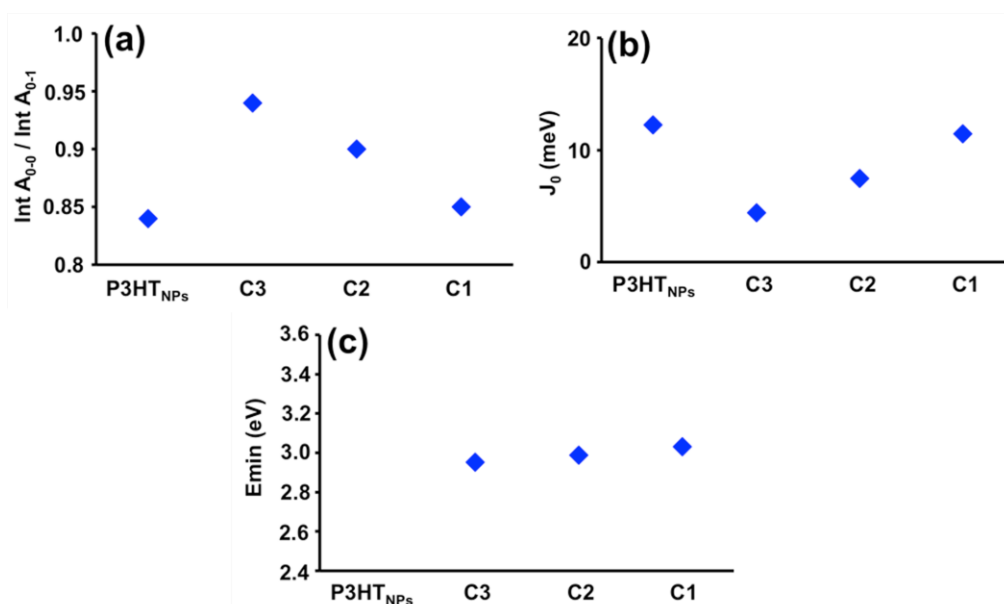 (a)
Int A0-0 / Int A0-1
1.0
0.95
0.9
0.85
0.8
P3HTNPs C3 C2 C1
(b)
J0 (meV)
20
10
0
P3HTNPs C3 C2 C1
(c)
Emin (eV)
3.6
3.4
3.2
3.0
2.8
2.6
2.4
P3HTNPs C3 C2 C1